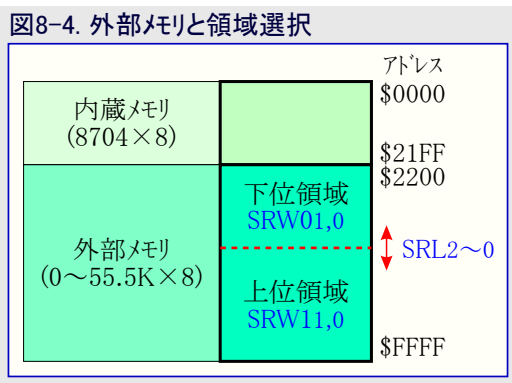 図8-4. 外部メモリと領域選択
アドレス
$0000
内蔵メモリ
(8704×8)
$21FF
$2200
下位領域
SRW01,0
外部メモリ
(0～55.5K×8)
SRL2～0
上位領域
SRW11,0
$FFFF